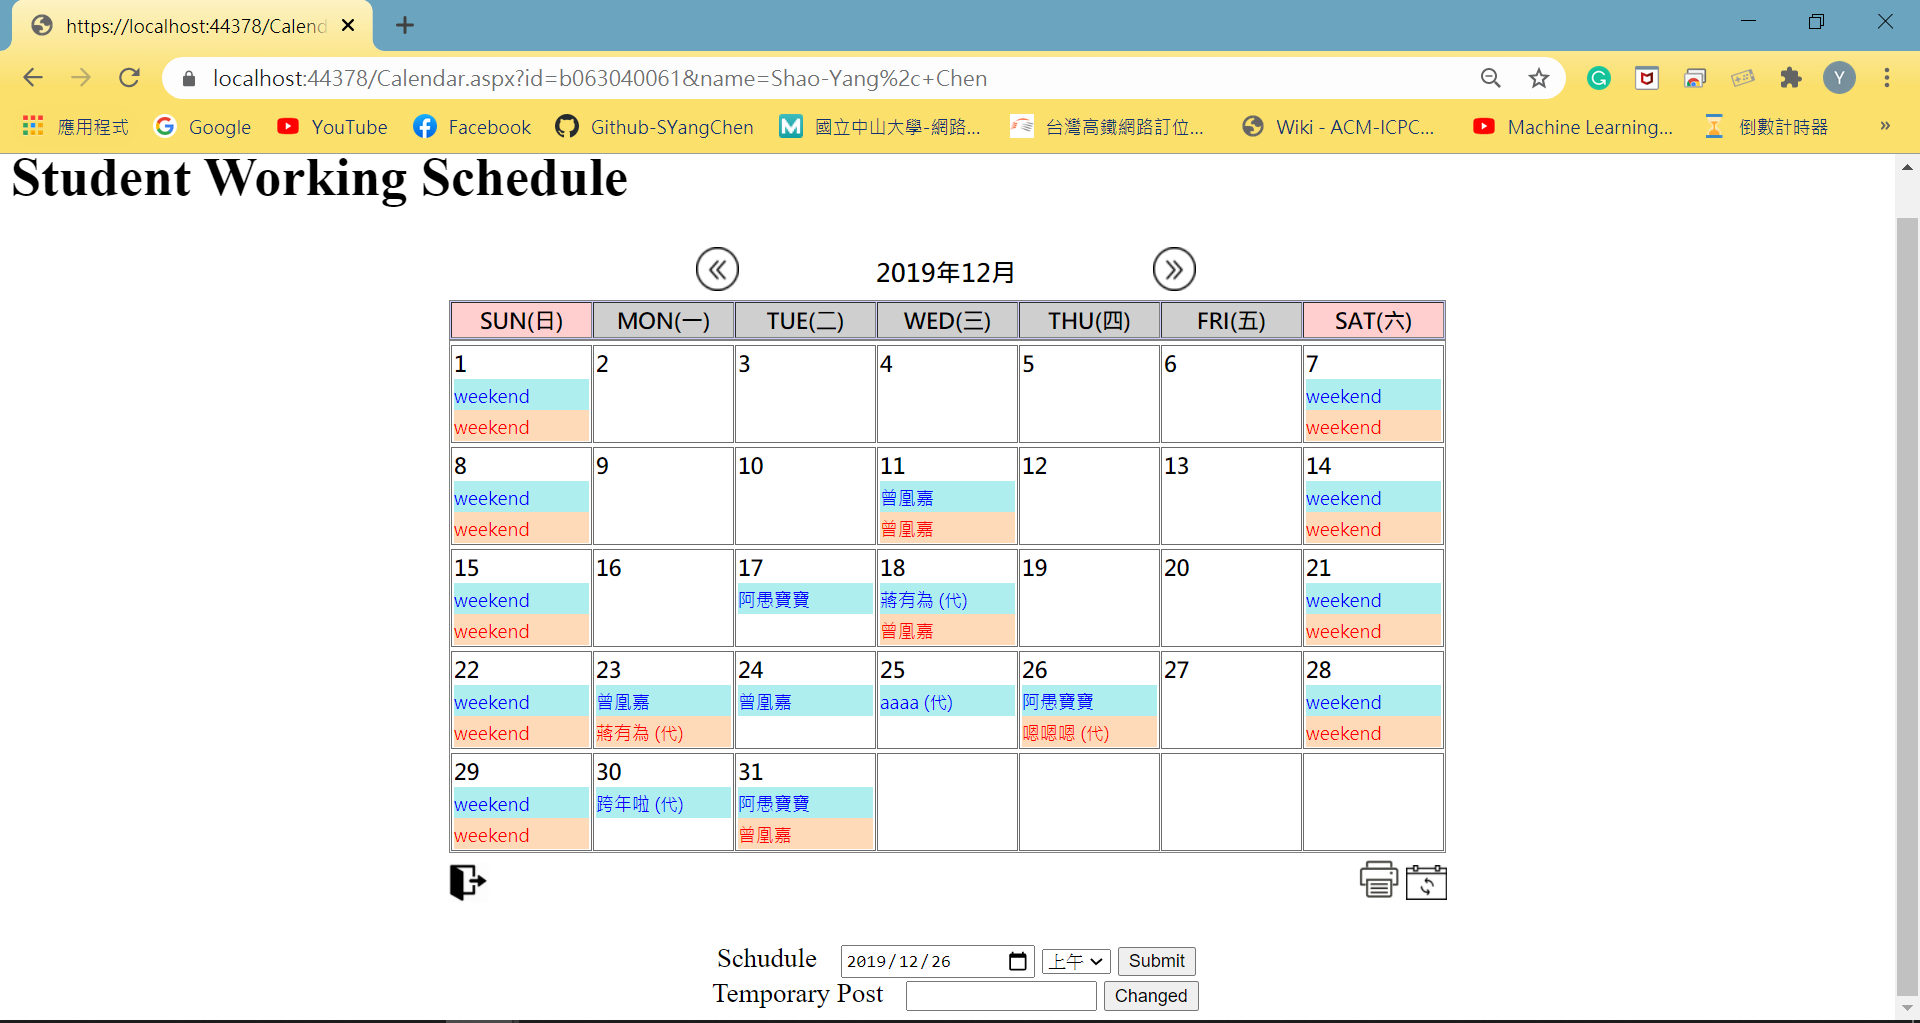 https://localhost:44378/Calend
localhost:44378/Calendar.aspx?id=b063040061&name=Shao-Yang%2c+Chen
Y
應用程式 Google YouTube Facebook Github-SYangChen 國立中山大學-網路... 台灣高鐵網路訂位... Wiki - ACM-ICPC... Machine Learning... 倒數計時器 »
Student Working Schedule
2019年12月
SUN(日) MON(一) TUE(二) WED(三) THU(四) FRI(五) SAT(六)
1 2 3 4 5 6 7
weekend weekend
weekend weekend
8 9 10 11 12 13 14
weekend 曾凰嘉 weekend
weekend 曾凰嘉 weekend
15 16 17 18 19 20 21
weekend 阿愚寶寶 蔣有為 (代) weekend
weekend 曾凰嘉 weekend
22 23 24 25 26 27 28
weekend 曾凰嘉 曾凰嘉 aaaa (代) 阿愚寶寶 weekend
weekend 蔣有為 (代) 嗯嗯嗯 (代) weekend
29 30 31
weekend 跨年啦 (代) 阿愚寶寶
weekend 曾凰嘉
Schudule 2019/12/26 上午 Submit
Temporary Post Changed